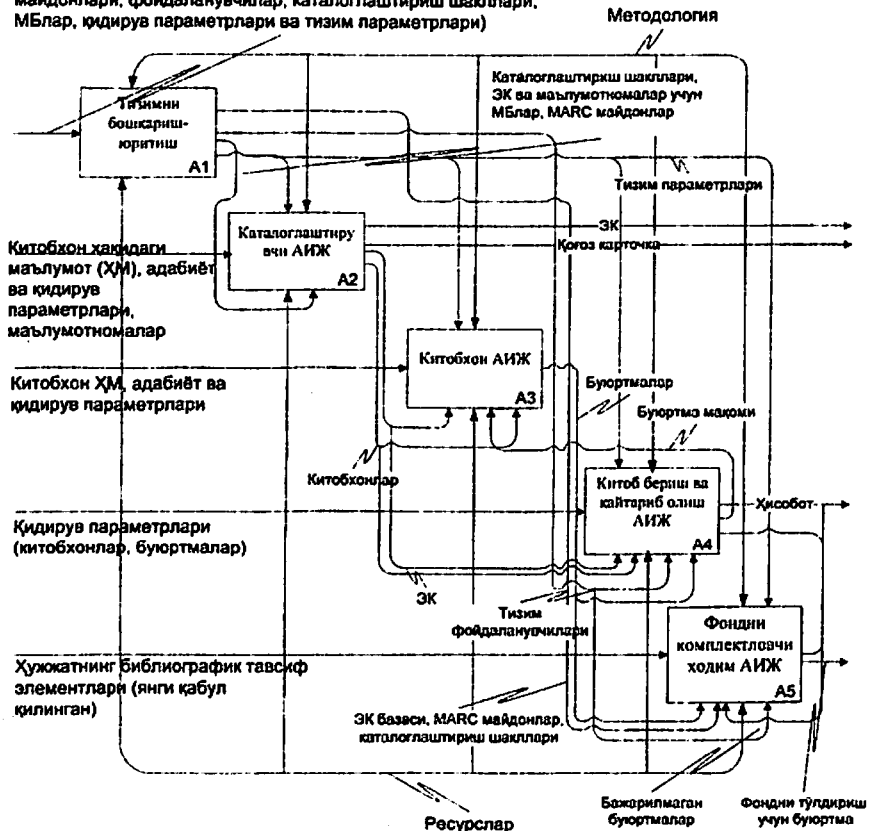 майдонлари, фойдаланувчилар, каталоглаштириш шакллари,
МБлар, қидирув параметрлари ва тизим параметрлари)
Методология
Каталоглаштириш шакллари,
ЭК ва маълумотномалар учун
МБлар, MARC майдонлар
Тизимни
бошкариш-
юритиш
A1
Тизим параметрлари
Каталоглаштиру
вчи АИЖ
A2
ЭК
Қоғоз карточка
Китобхон ҳақидаги
маълумот (ҲМ), адабиёт
ва қидирув
параметрлари,
маълумотномалар
Китобхон АИЖ
A3
Китобхон ҲМ, адабиёт ва
қидирув параметрлари
Буюртмалар
Буюртма мақоми
Китобхонлар
Китоб бериш ва
кайтариб олиш
АИЖ
A4
Ҳисобот
Қидирув параметрлари
(китобхонлар, буюртмалар)
ЭК
Тизим
фойдаланувчилари
Фондни
комплектловчи
ходим АИЖ
A5
Ҳужжатнинг библиографик тавсиф
элементлари (янги қабул
қилинган)
ЭК базаси, MARC майдонлар,
каталоглаштириш шакллари
Бажарилмаган
буюртмалар
Фондни тўлдириш
учун буюртма
Ресурслар